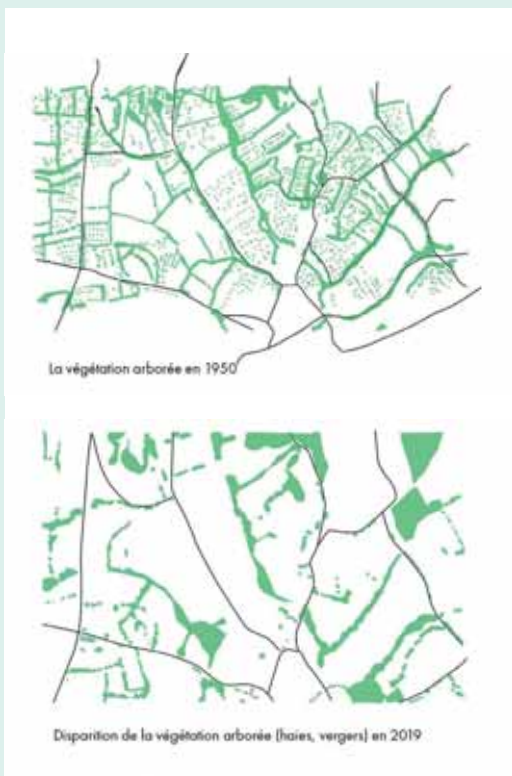 La végétation arborée en 1950
Disparition de la végétation arborée (haies, vergers) en 2019